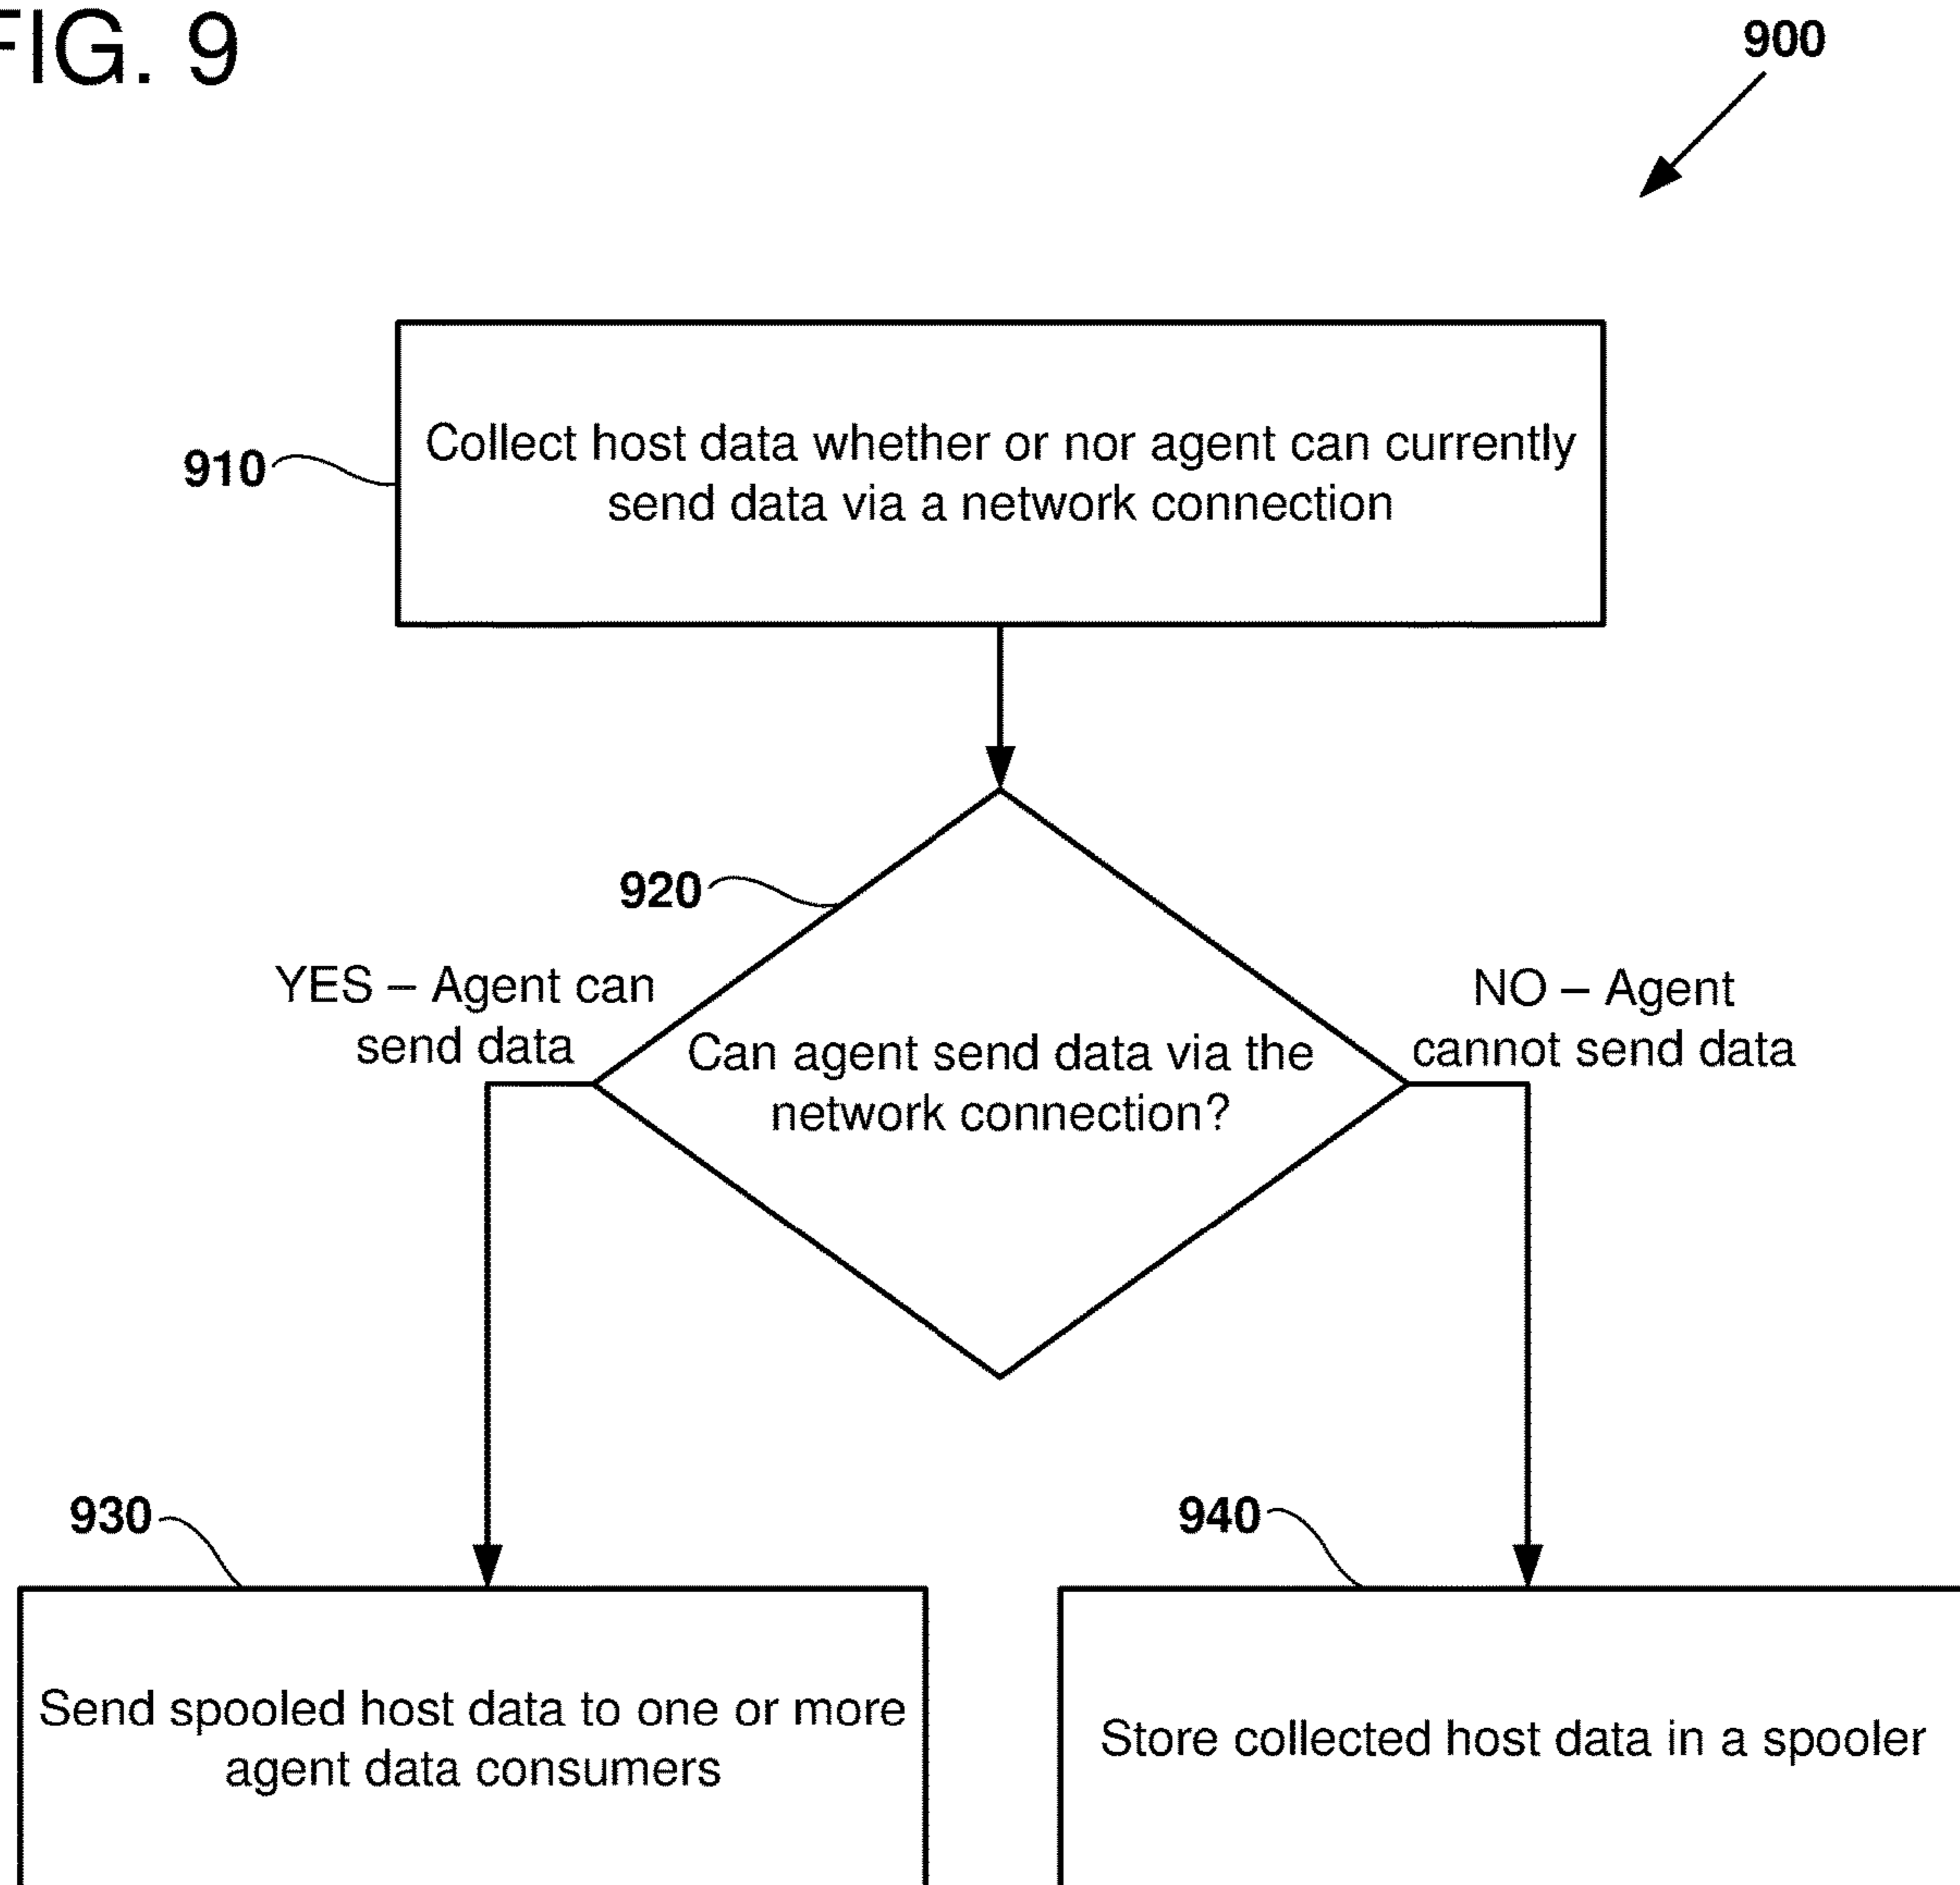 FIG. 9
900
910
Collect host data whether or nor agent can currently
send data via a network connection
920
YES – Agent can
send data
Can agent send data via the
network connection?
NO – Agent
cannot send data
930
Send spooled host data to one or more
agent data consumers
940
Store collected host data in a spooler